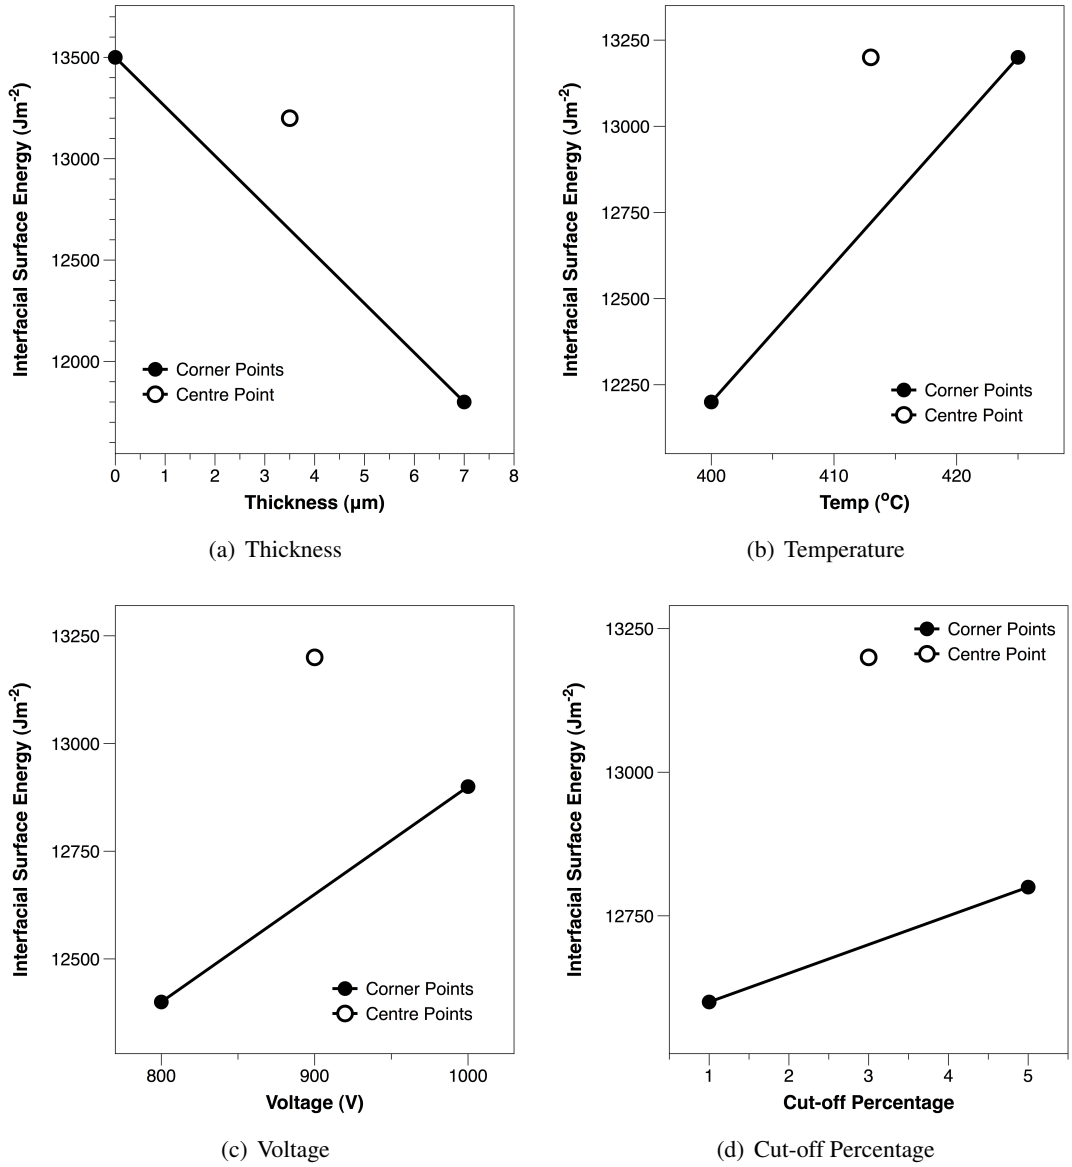 Interfacial Surface Energy (Jm-2)
13500
13000
12500
12000
Corner Points
Centre Point
0 1 2 3 4 5 6 7 8
Thickness (µm)
(a) Thickness
Interfacial Surface Energy (Jm-2)
13250
13000
12750
12500
12250
Corner Points
Centre Point
400 410 420
Temp (oC)
(b) Temperature
Interfacial Surface Energy (Jm-2)
13250
13000
12750
12500
Corner Points
Centre Points
800 900 1000
Voltage (V)
(c) Voltage
Interfacial Surface Energy (Jm-2)
13250
13000
12750
Corner Points
Centre Point
1 2 3 4 5
Cut-off Percentage
(d) Cut-off Percentage